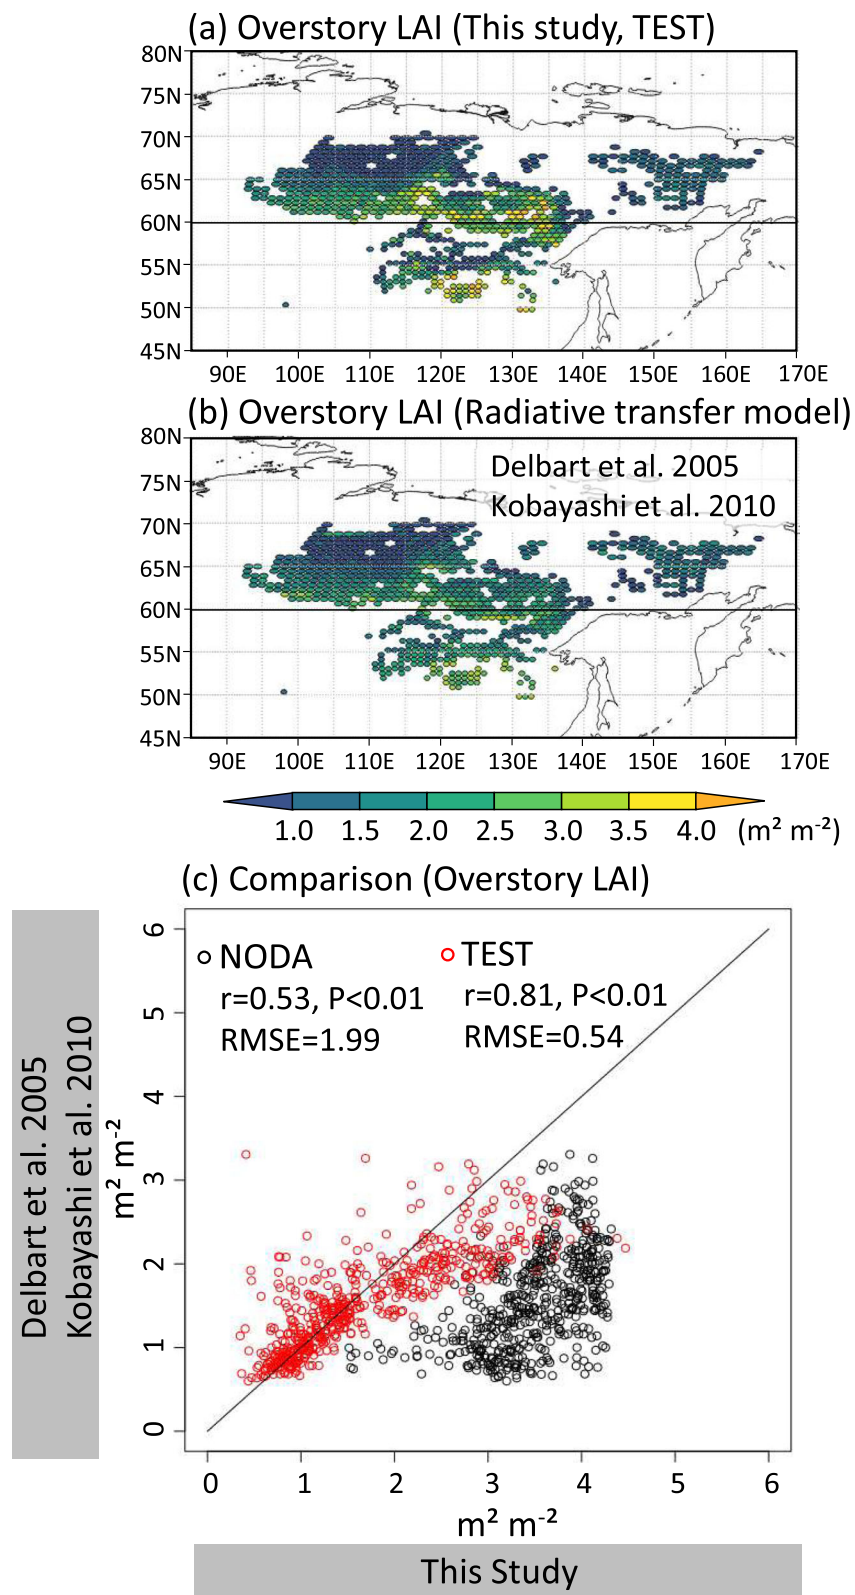 (a) Overstory LAI (This study, TEST)
80N
75N
70N
65N
60N
55N
50N
45N
90E 100E 110E 120E 130E 140E 150E 160E 170E
(b) Overstory LAI (Radiative transfer model)
80N
75N
70N
65N
60N
55N
50N
45N
Delbart et al. 2005
Kobayashi et al. 2010
90E 100E 110E 120E 130E 140E 150E 160E 170E
1.0 1.5 2.0 2.5 3.0 3.5 4.0 (m² m⁻²)
(c) Comparison (Overstory LAI)
Delbart et al. 2005
Kobayashi et al. 2010
m² m⁻²
6
5
4
3
2
1
0
NODA
r=0.53, P<0.01
RMSE=1.99
TEST
r=0.81, P<0.01
RMSE=0.54
0 1 2 3 4 5 6
m² m⁻²
This Study